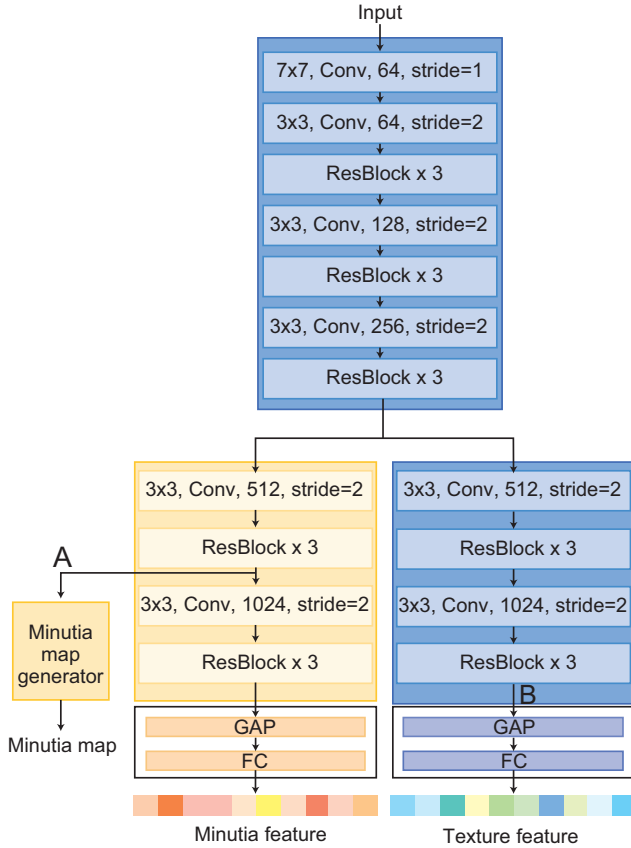 Input
7x7, Conv, 64, stride=1
3x3, Conv, 64, stride=2
ResBlock x 3
3x3, Conv, 128, stride=2
ResBlock x 3
3x3, Conv, 256, stride=2
ResBlock x 3
3x3, Conv, 512, stride=2
ResBlock x 3
A
3x3, Conv, 1024, stride=2
ResBlock x 3
Minutia
map
generator
Minutia map
GAP
FC
Minutia feature
3x3, Conv, 512, stride=2
ResBlock x 3
3x3, Conv, 1024, stride=2
ResBlock x 3
B
GAP
FC
Texture feature